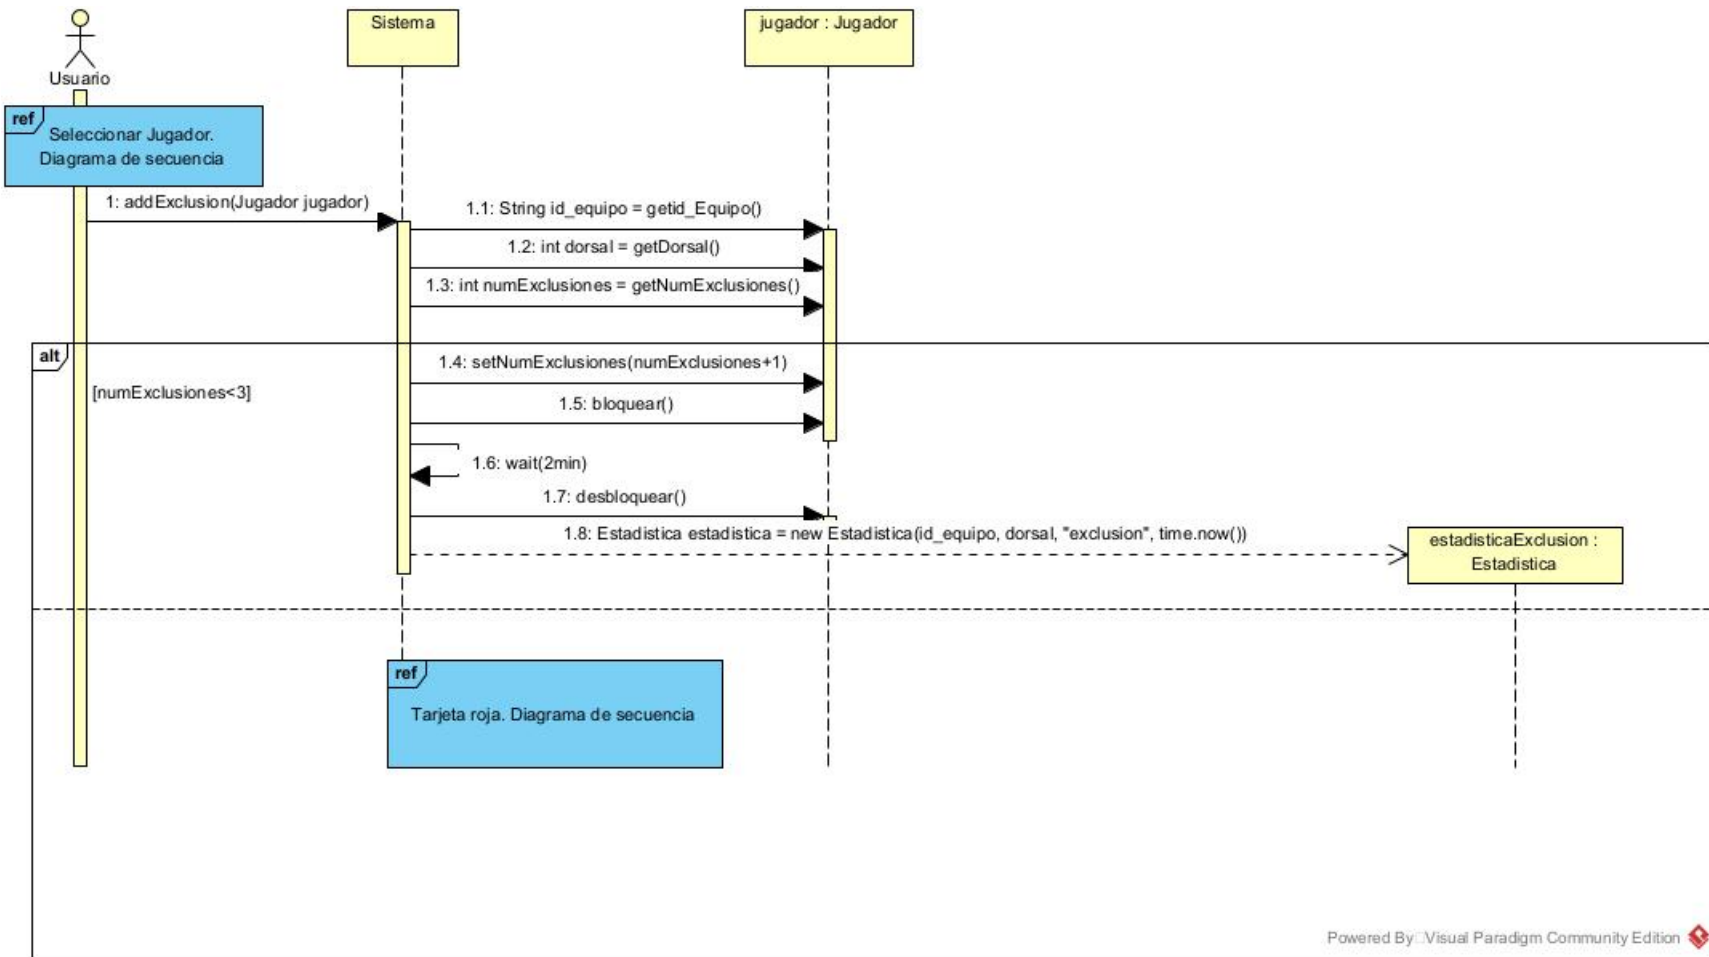 Sistema
jugador : Jugador
Usuario
ref
Seleccionar Jugador.
Diagrama de secuencia
1: addExclusion(Jugador jugador)
1.1: String id_equipo = getid_Equipo()
1.2: int dorsal = getDorsal()
1.3: int numExclusiones = getNumExclusiones()
alt
1.4: setNumExclusiones(numExclusiones+1)
[numExclusiones<3]
1.5: bloquear()
1.6: wait(2min)
1.7: desbloquear()
1.8: Estadistica estadistica = new Estadistica(id_equipo, dorsal, "exclusion", time.now())
estadisticaExclusion :
Estadistica
ref
Tarjeta roja. Diagrama de secuencia
Powered By Visual Paradigm Community Edition